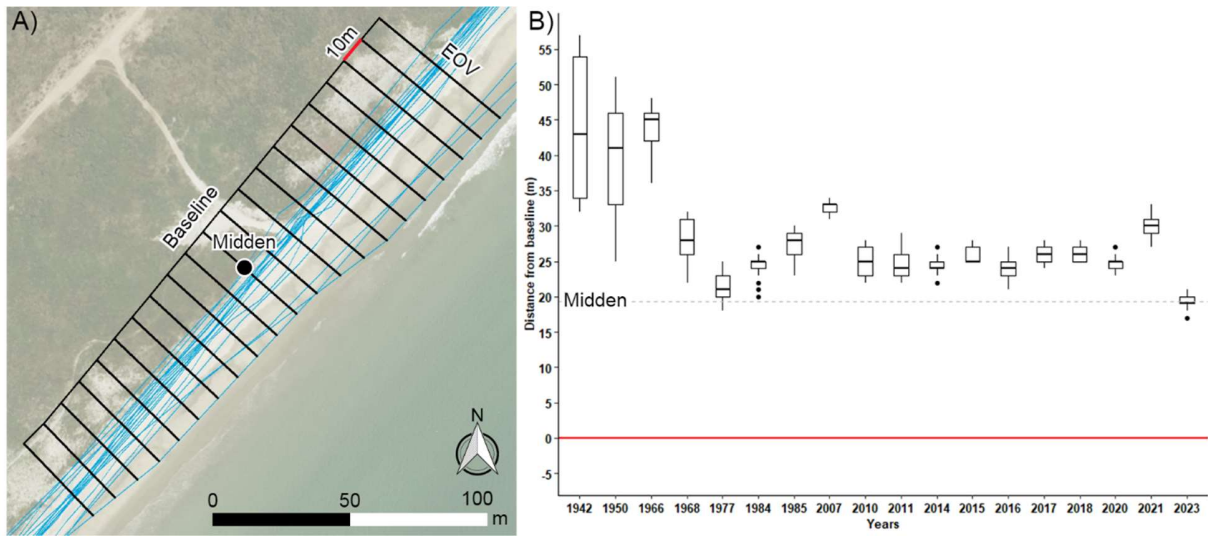 A)
10m
EOV
Baseline
Midden
N
0 50 100 m
B)
Distance from baseline (m)
55
50
45
40
35
30
25
20
15
10
5
0
-5
Midden
1942 1950 1966 1968 1977 1984 1985 2007 2010 2011 2014 2015 2016 2017 2018 2020 2021 2023
Years